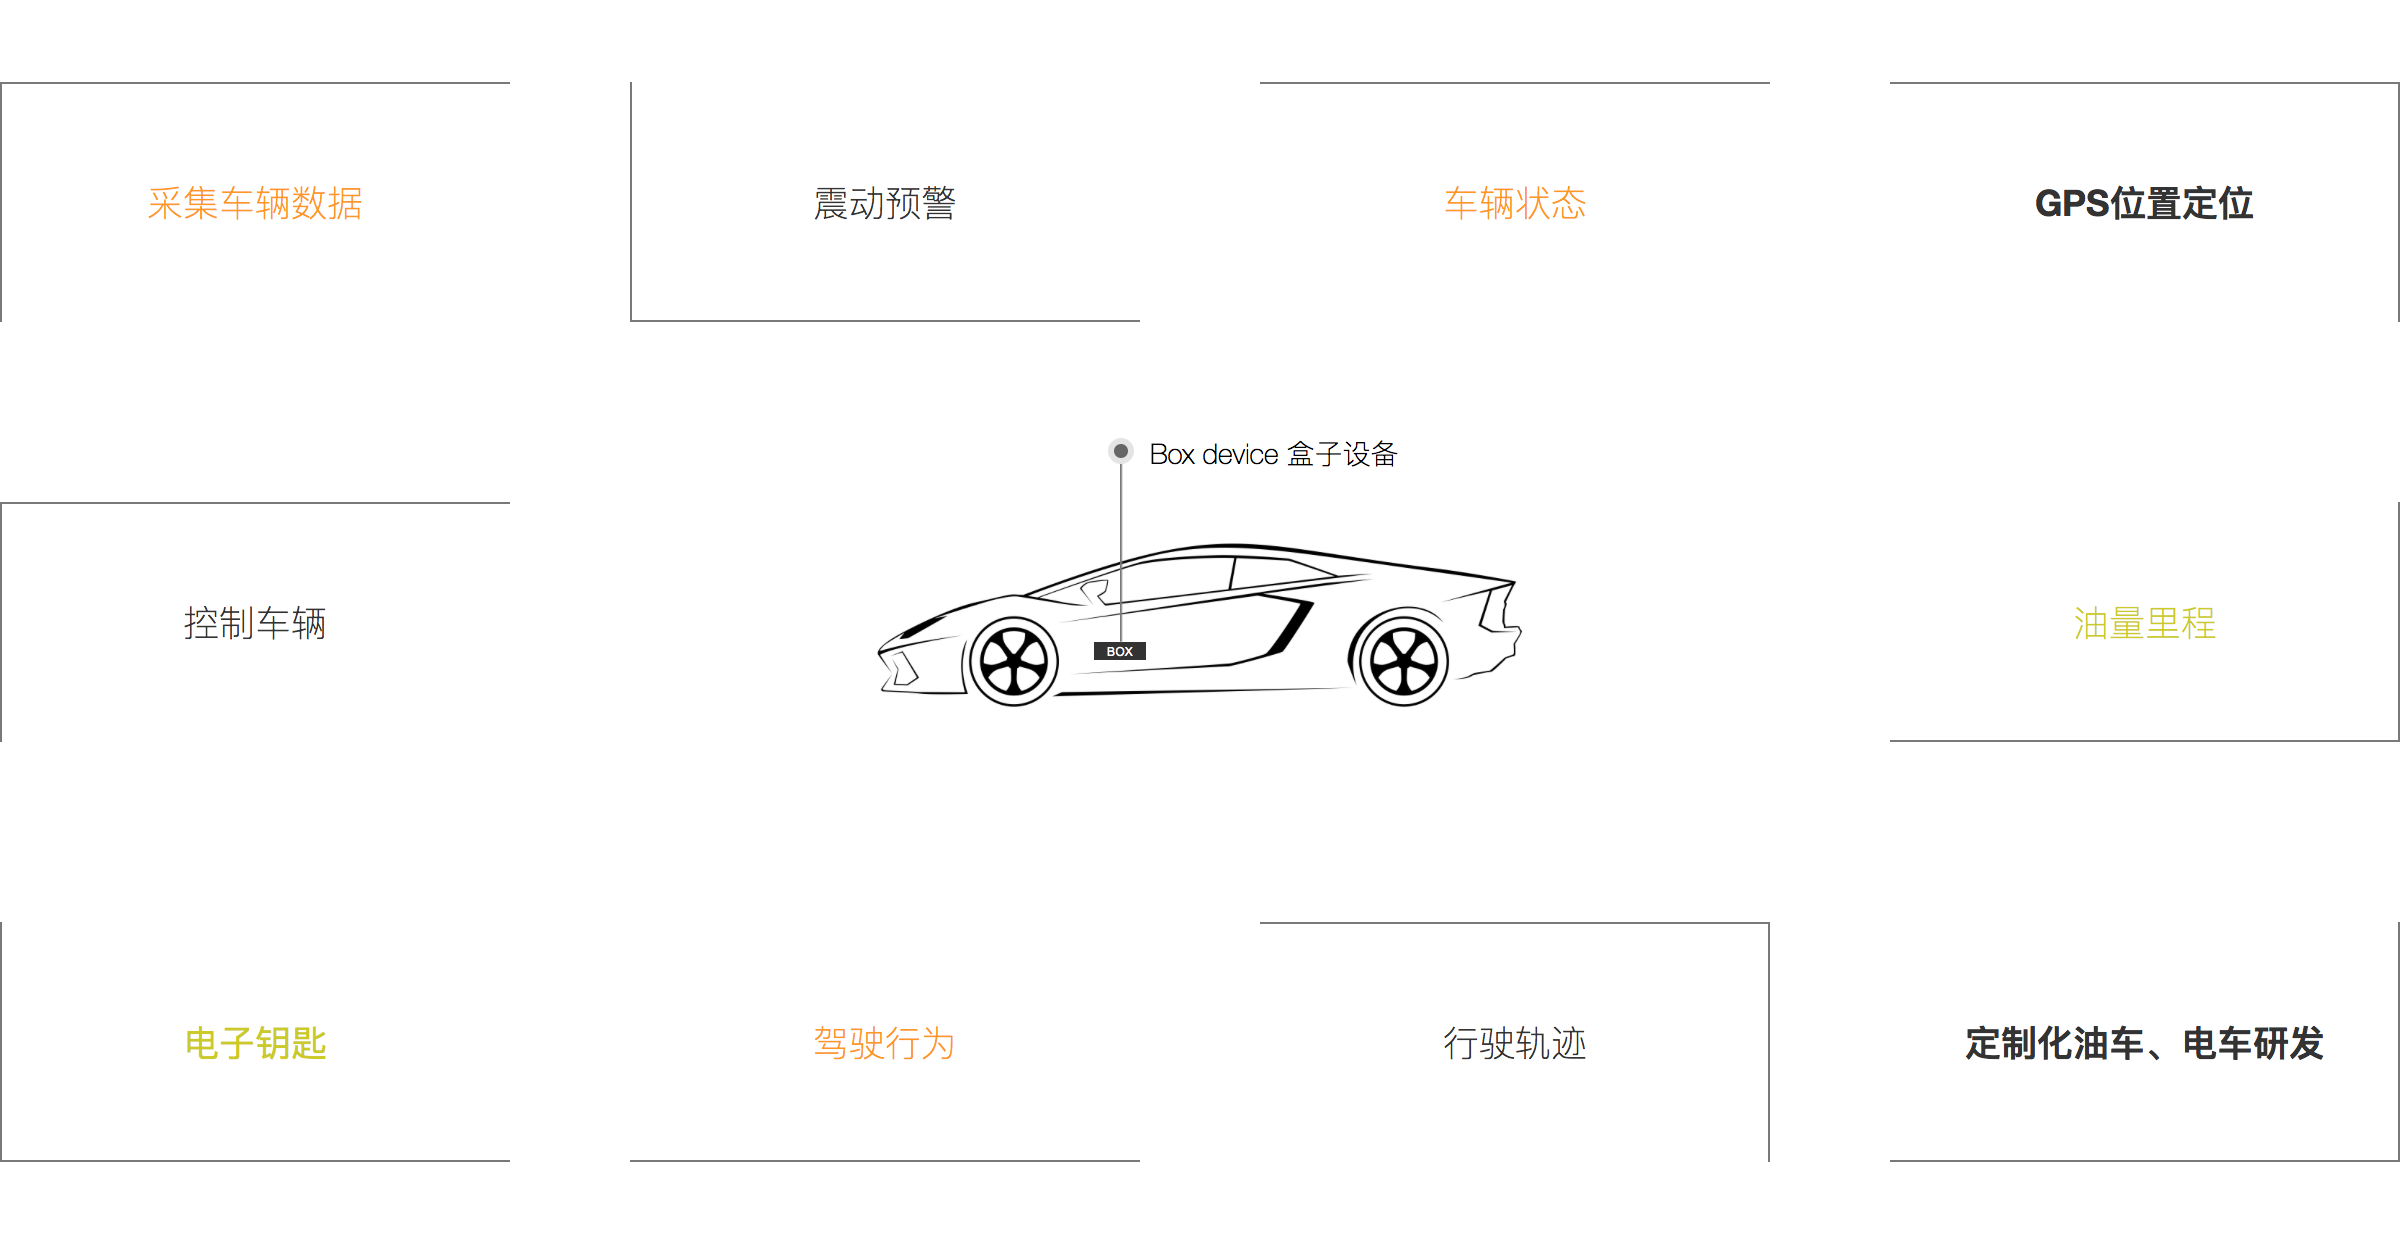 采集车辆数据
震动预警
车辆状态
GPS位置定位
Box device 盒子设备
控制车辆
BOX
油量里程
电子钥匙
驾驶行为
行驶轨迹
定制化油车、电车研发